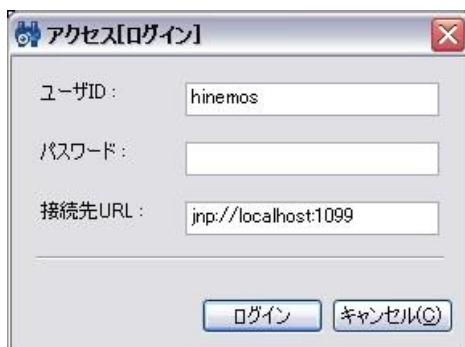 アクセス[ログイン]
ユーザID : hinemos
パスワード :
接続先URL : jnp://localhost:1099
ログイン キャンセル(C)